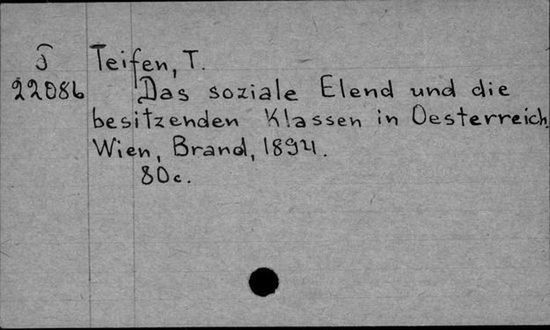 J Teifen, T.
22086 Das soziale Elend und die
besitzenden Klassen in Oesterreich,
Wien, Brand, 1894.
80c.